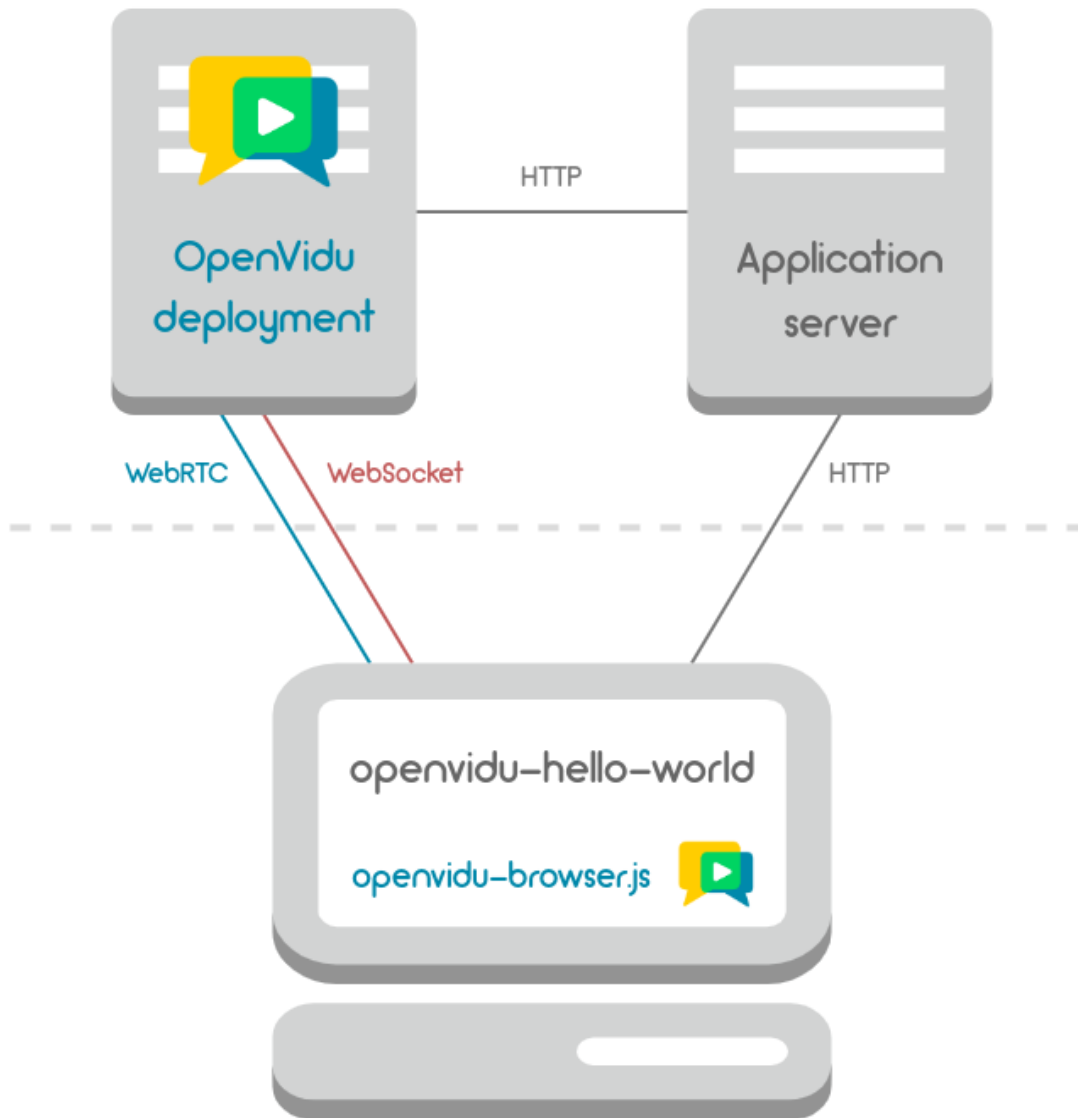 OpenVidu
deployment
HTTP
Application
server
WebRTC
WebSocket
HTTP
openvidu-hello-world
openvidu-browser.js